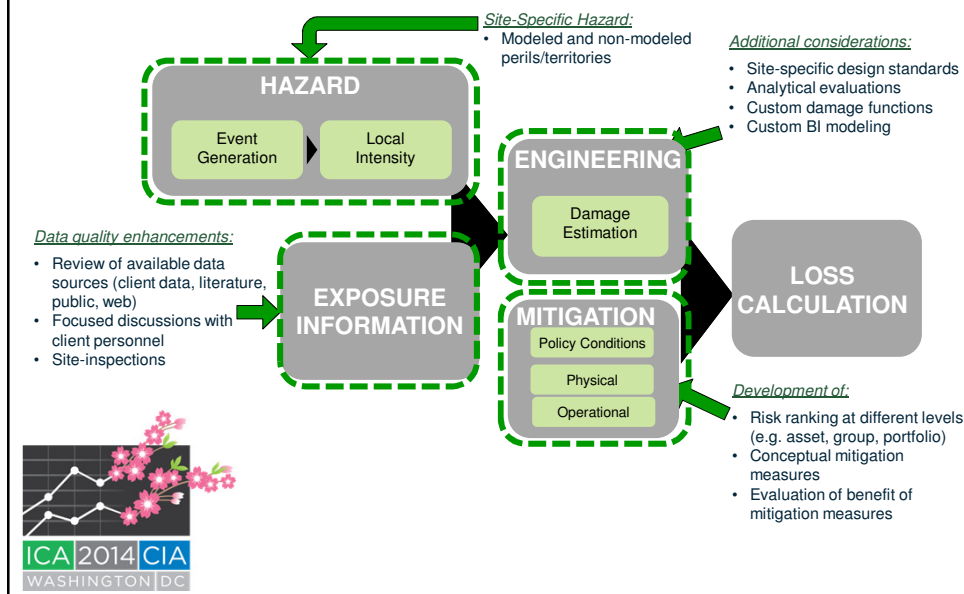 Site-Specific Hazard:
• Modeled and non-modeled
perils/territories
HAZARD
Event
Generation
Local
Intensity
Additional considerations:
• Site-specific design standards
• Analytical evaluations
• Custom damage functions
• Custom BI modeling
ENGINEERING
Damage
Estimation
Data quality enhancements:
• Review of available data
sources (client data, literature,
public, web)
• Focused discussions with
client personnel
• Site-inspections
EXPOSURE
INFORMATION
MITIGATION
Policy Conditions
Physical
Operational
LOSS
CALCULATION
Development of:
• Risk ranking at different levels
(e.g. asset, group, portfolio)
• Conceptual mitigation
measures
• Evaluation of benefit of
mitigation measures
ICA 2014 CIA
WASHINGTON DC